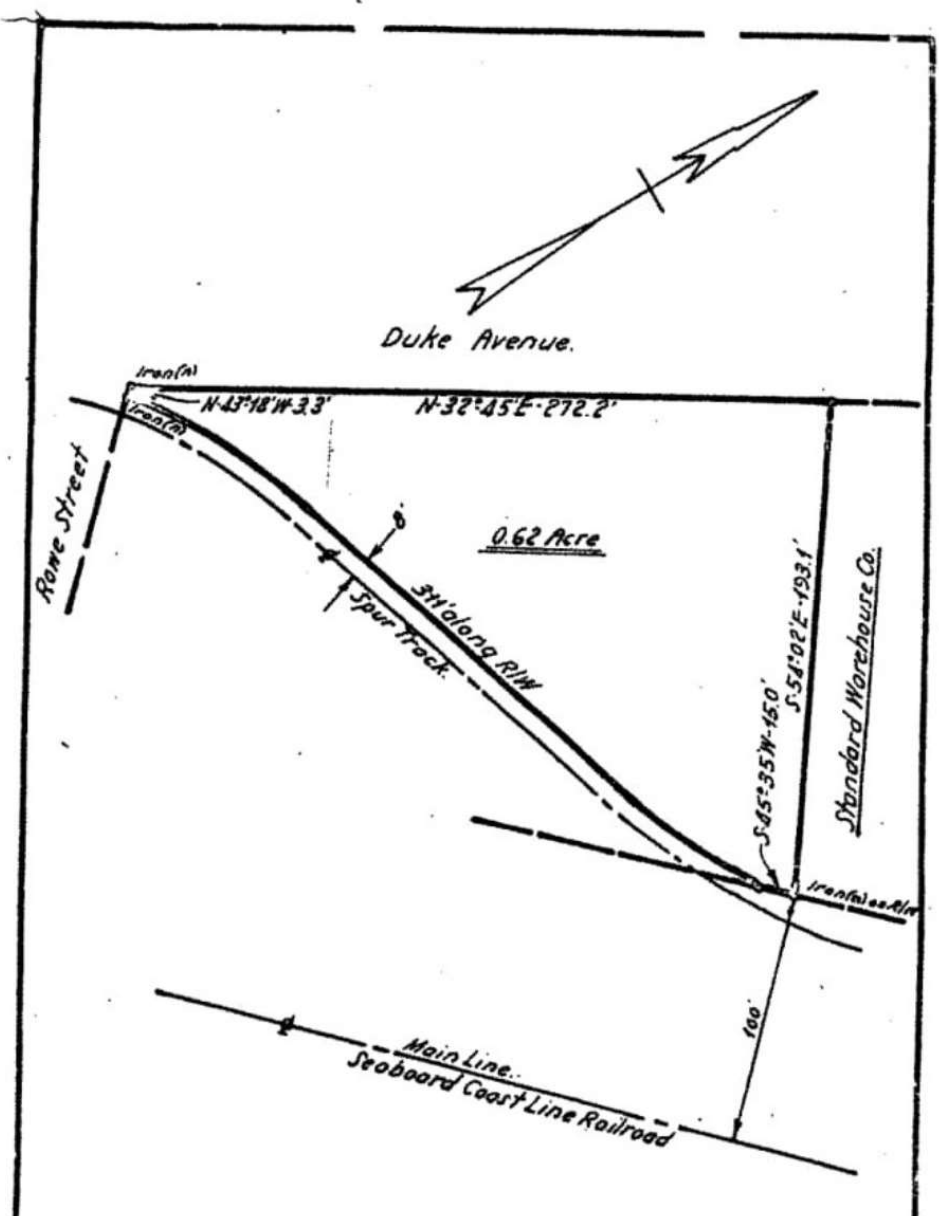 Duke Avenue.
Iron(n)
N-43°18'W-3.3'
N-32°45'E-272.2'
Iron(n)
Rowe Street
8'
0.62 Acre
311' along R/W
Spur Track.
S-54°02'E-193.1'
Standard Warehouse Co.
S-45°35'W-15.0'
Iron(n) on R/W
100'
Main Line.
Seaboard Coast Line Railroad